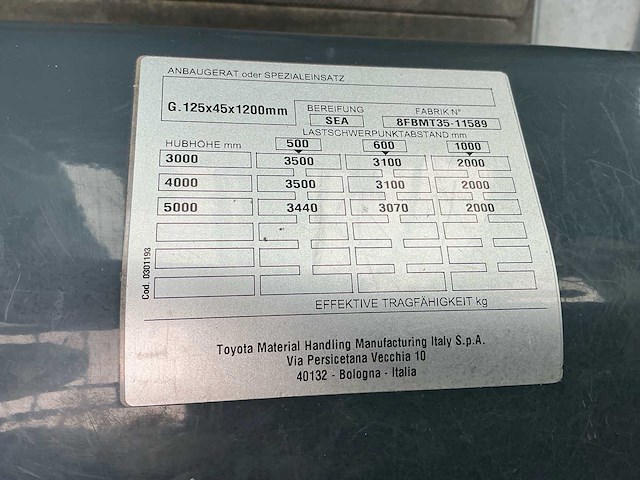 ANBAUGERAT oder SPEZIALEINSATZ
G.125x45x1200mm
BEREIFUNG FABRIK N°
SEA 8FBMT35-11589
LASTSCHWERPUNKTABSTAND mm
HUBHÖHE mm 500 600 1000
3000 3500 3100 2000
4000 3500 3100 2000
5000 3440 3070 2000
Cod. 0301193
EFFEKTIVE TRAGFÄHIGKEIT kg
Toyota Material Handling Manufacturing Italy S.p.A.
Via Persicetana Vecchia 10
40132 - Bologna - Italia